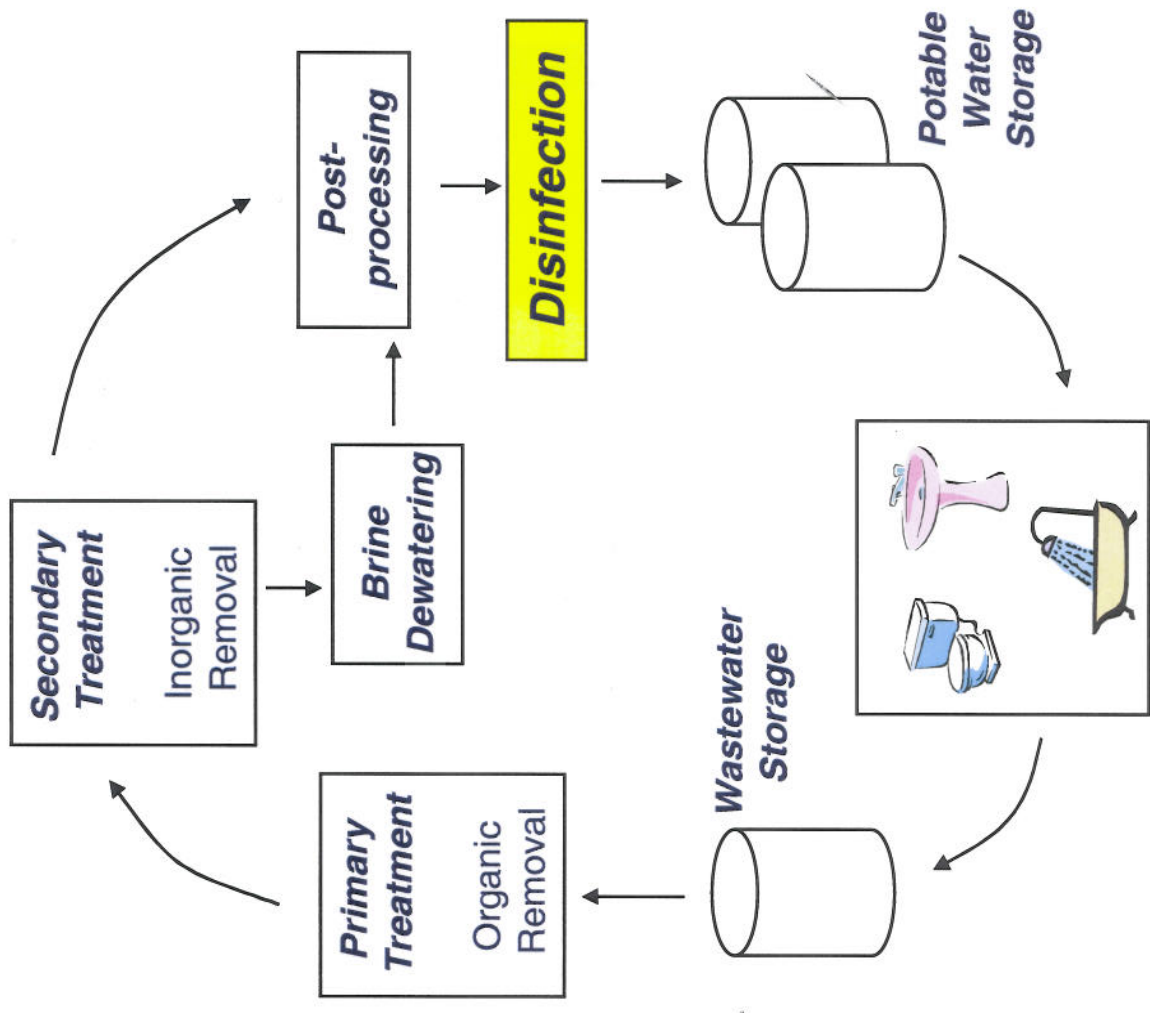 Secondary
Treatment
Inorganic
Removal
Primary
Treatment
Organic
Removal
Brine
Dewatering
Post-
processing
Disinfection
Wastewater
Storage
Potable
Water
Storage